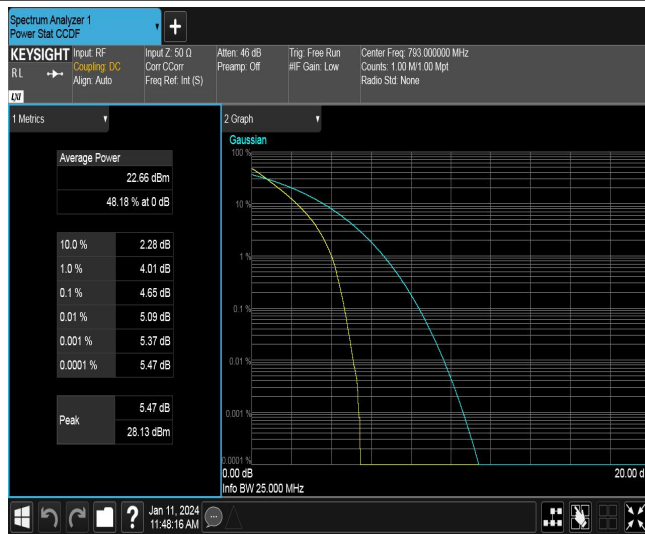 Spectrum Analyzer 1
Power Stat CCDF
+
KEYSIGHT
RL
LXI
Input: RF
Coupling: DC
Align: Auto
Input Z: 50 Ω
Corr CCorr
Freq Ref: Int (S)
Atten: 46 dB
Preamp: Off
Trig: Free Run
#IF Gain: Low
Center Freq: 793.000000 MHz
Counts: 1.00 M/1.00 Mpt
Radio Std: None
1 Metrics
Average Power
22.66 dBm
48.18 % at 0 dB
10.0 % 2.28 dB
1.0 % 4.01 dB
0.1 % 4.65 dB
0.01 % 5.09 dB
0.001 % 5.37 dB
0.0001 % 5.47 dB
Peak
5.47 dB
28.13 dBm
2 Graph
Gaussian
100 %
10 %
1 %
0.1 %
0.01 %
0.001 %
0.0001 %
0.00 dB
20.00 d
Info BW 25.000 MHz
?
Jan 11, 2024
11:48:16 AM